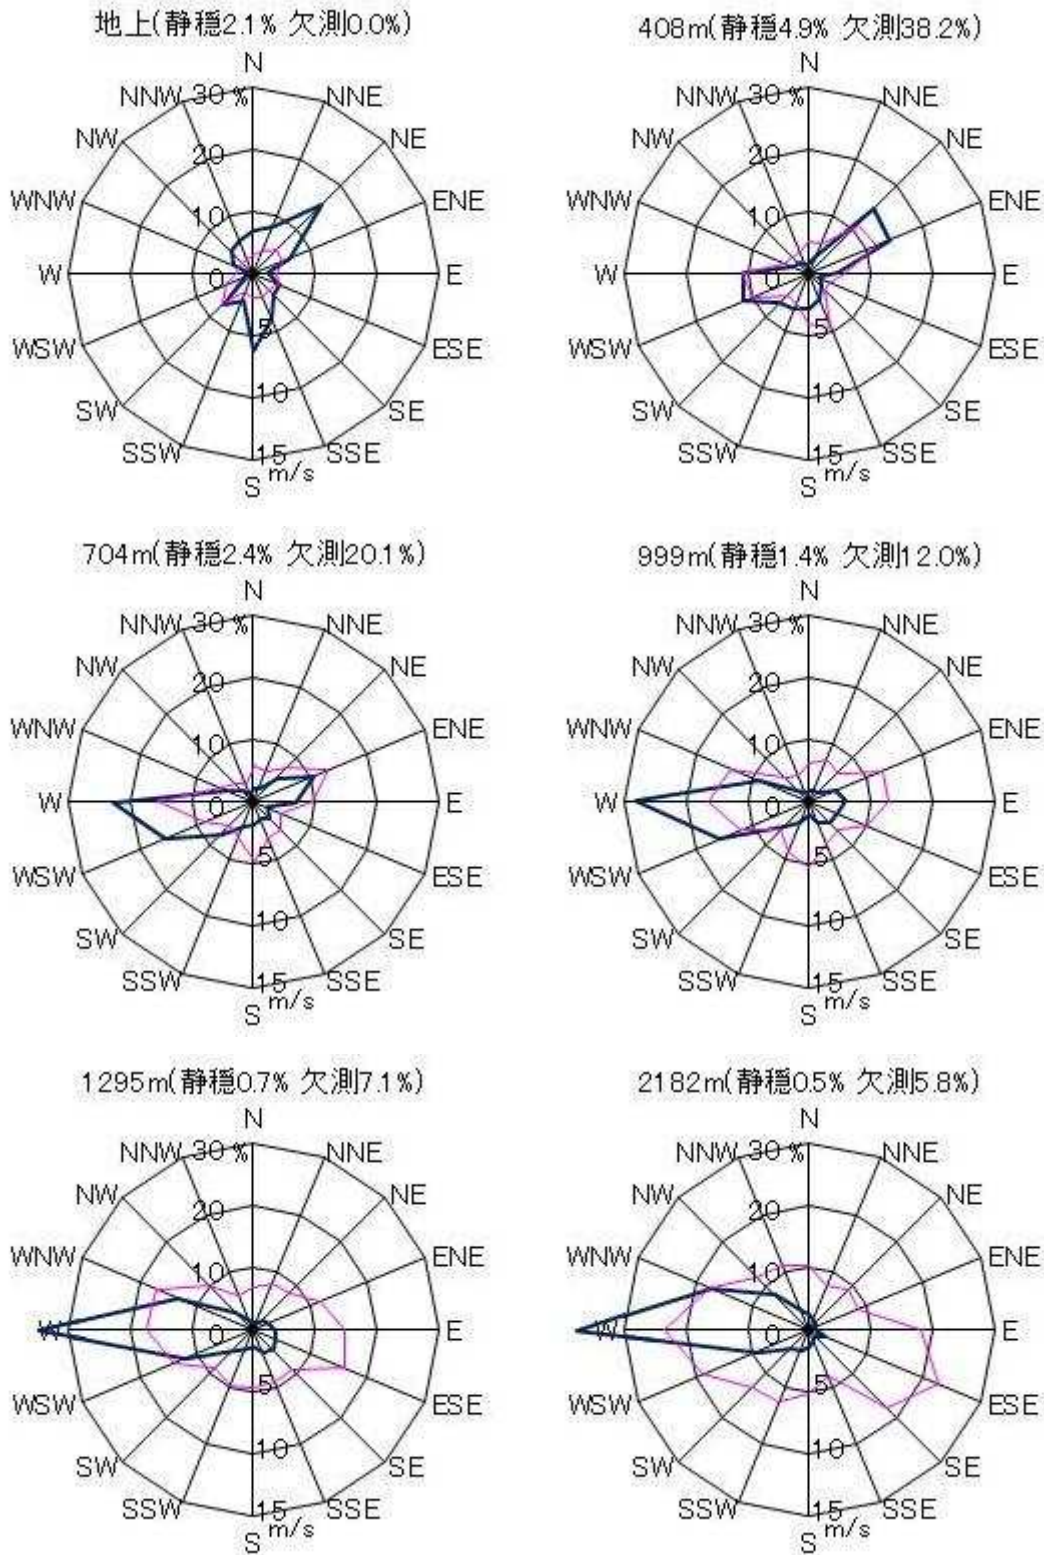 地上(静穏2.1% 欠測0.0%)
N
NNW 30% NNE
NW 20 NE
WNW 10 ENE
W 0 E
WSW 5 ESE
SW 10 SE
SSW 15 m/s SSE
S
408m(静穏4.9% 欠測38.2%)
N
NNW 30% NNE
NW 20 NE
WNW 10 ENE
W 0 E
WSW 5 ESE
SW 10 SE
SSW 15 m/s SSE
S
704m(静穏2.4% 欠測20.1%)
N
NNW 30% NNE
NW 20 NE
WNW 10 ENE
W 0 E
WSW 5 ESE
SW 10 SE
SSW 15 m/s SSE
S
999m(静穏1.4% 欠測12.0%)
N
NNW 30% NNE
NW 20 NE
WNW 10 ENE
W 0 E
WSW 5 ESE
SW 10 SE
SSW 15 m/s SSE
S
1295m(静穏0.7% 欠測7.1%)
N
NNW 30% NNE
NW 20 NE
WNW 10 ENE
W 0 E
WSW 5 ESE
SW 10 SE
SSW 15 m/s SSE
S
2182m(静穏0.5% 欠測5.8%)
N
NNW 30% NNE
NW 20 NE
WNW 10 ENE
W 0 E
WSW 5 ESE
SW 10 SE
SSW 15 m/s SSE
S